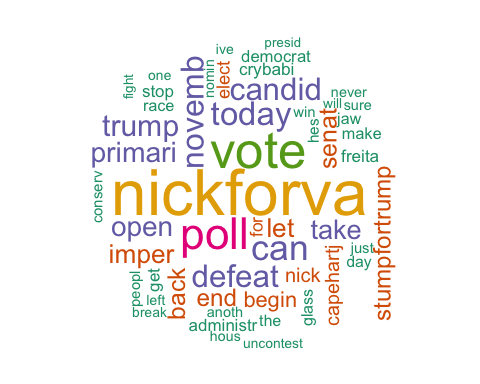 presid
ive
democrat
nomin
elect
crybabi
one
fight
stop
race
novemb
candid
never
will
sure
today
win
jaw
trump
hes
senat
make
primari
vote
freita
conserv
nickforva
stumpfortrump
open
poll
for
let
take
imper
can
capehartj
just
day
peopl
get
back
defeat
nick
left
end
begin
glass
break
anoth
administr
the
hous
uncontest